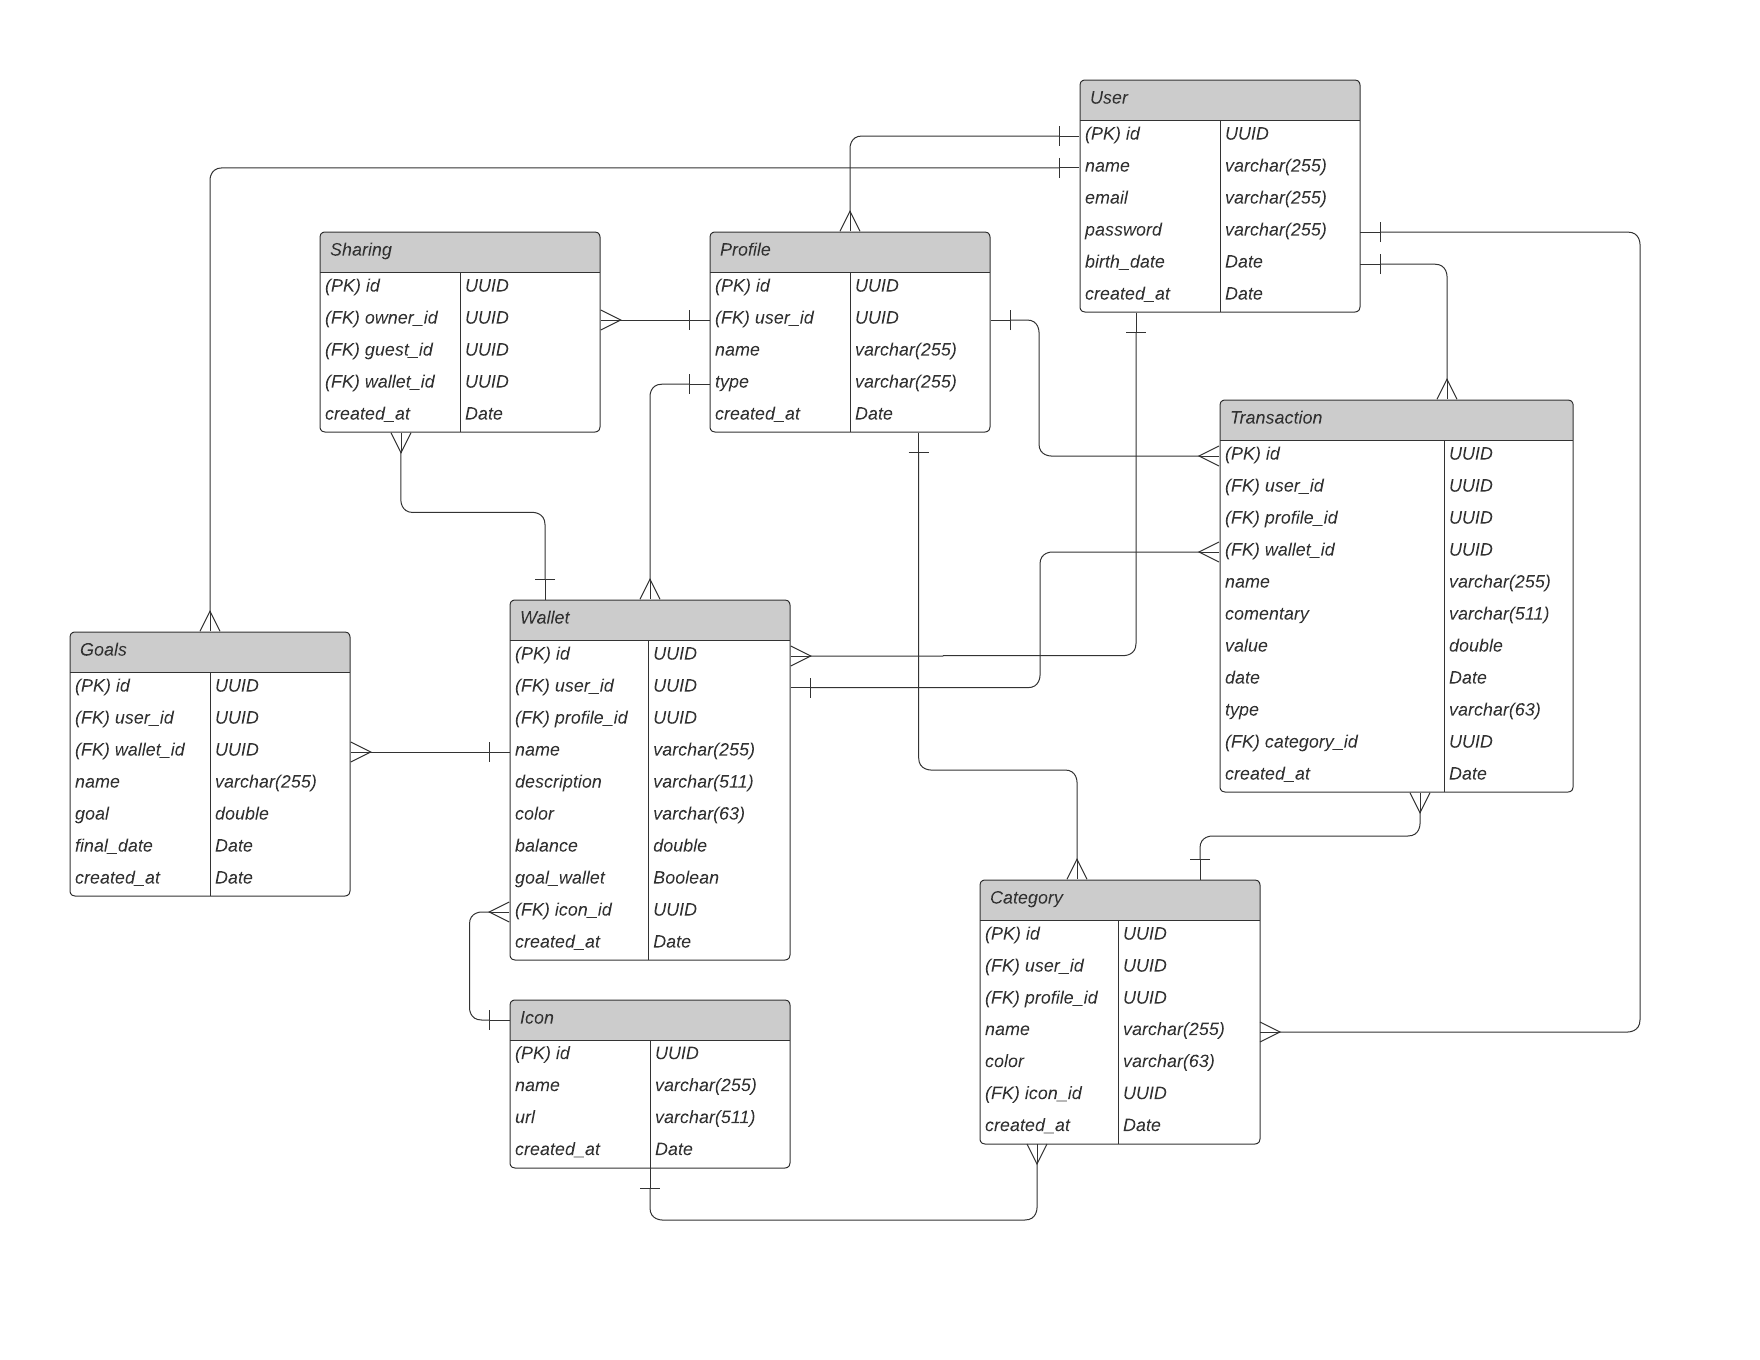 User
(PK) id UUID
name varchar(255)
email varchar(255)
password varchar(255)
birth_date Date
created_at Date
Sharing
(PK) id UUID
(FK) owner_id UUID
(FK) guest_id UUID
(FK) wallet_id UUID
created_at Date
Profile
(PK) id UUID
(FK) user_id UUID
name varchar(255)
type varchar(255)
created_at Date
Transaction
(PK) id UUID
(FK) user_id UUID
(FK) profile_id UUID
(FK) wallet_id UUID
name varchar(255)
comentary varchar(511)
value double
date Date
type varchar(63)
(FK) category_id UUID
created_at Date
Goals
(PK) id UUID
(FK) user_id UUID
(FK) wallet_id UUID
name varchar(255)
goal double
final_date Date
created_at Date
Wallet
(PK) id UUID
(FK) user_id UUID
(FK) profile_id UUID
name varchar(255)
description varchar(511)
color varchar(63)
balance double
goal_wallet Boolean
(FK) icon_id UUID
created_at Date
Category
(PK) id UUID
(FK) user_id UUID
(FK) profile_id UUID
name varchar(255)
color varchar(63)
(FK) icon_id UUID
created_at Date
Icon
(PK) id UUID
name varchar(255)
url varchar(511)
created_at Date